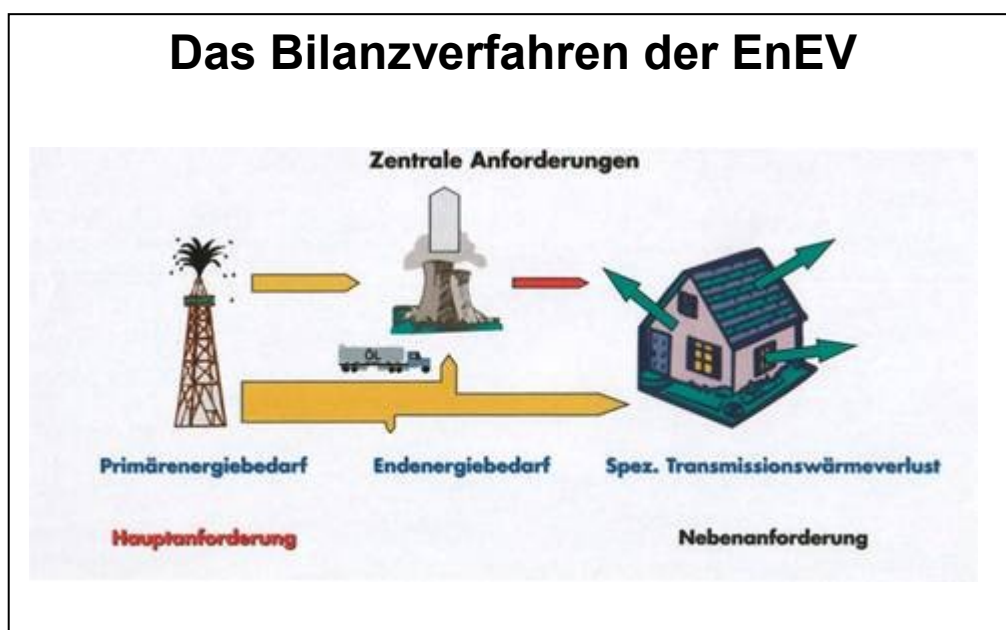 Das Bilanzverfahren der EnEV
Zentrale Anforderungen
ÖL
Primärenergiebedarf Endenergiebedarf Spez. Transmissionswärmeverlust
Hauptanforderung Nebenanforderung